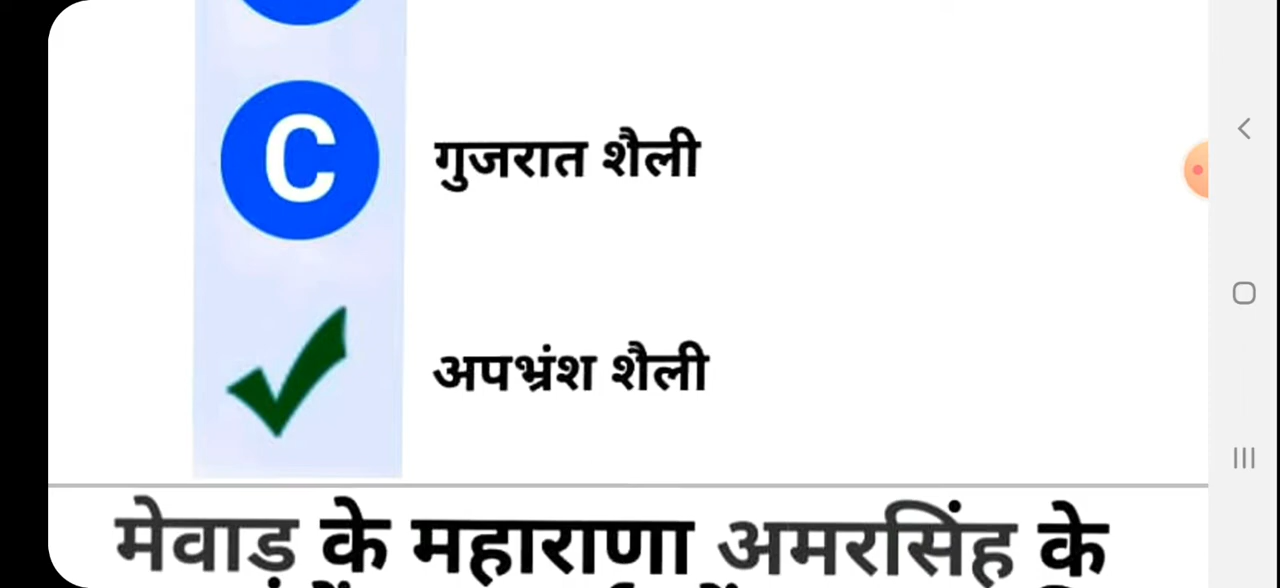 C गुजरात शैली
अपभ्रंश शैली
मेवाड के महाराणा अमरसिंह के